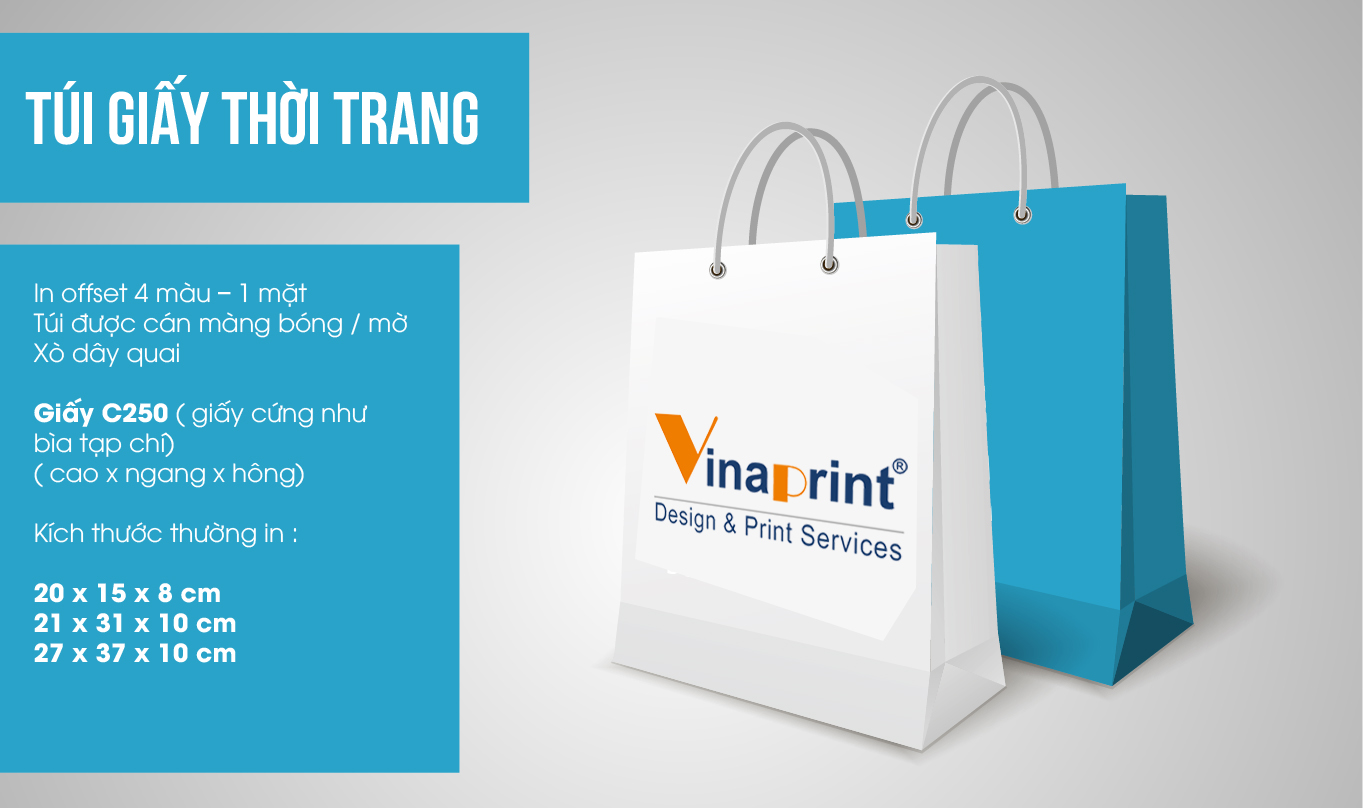 TÚI GIẤY THỜI TRANG
In offset 4 màu – 1 mặt
Túi được cán màng bóng / mờ
Xỏ dây quai
Giấy C250 ( giấy cứng như
bìa tạp chí)
( cao x ngang x hông)
Kích thước thường in :
20 x 15 x 8 cm
21 x 31 x 10 cm
27 x 37 x 10 cm
Vinaprint®
Design & Print Services